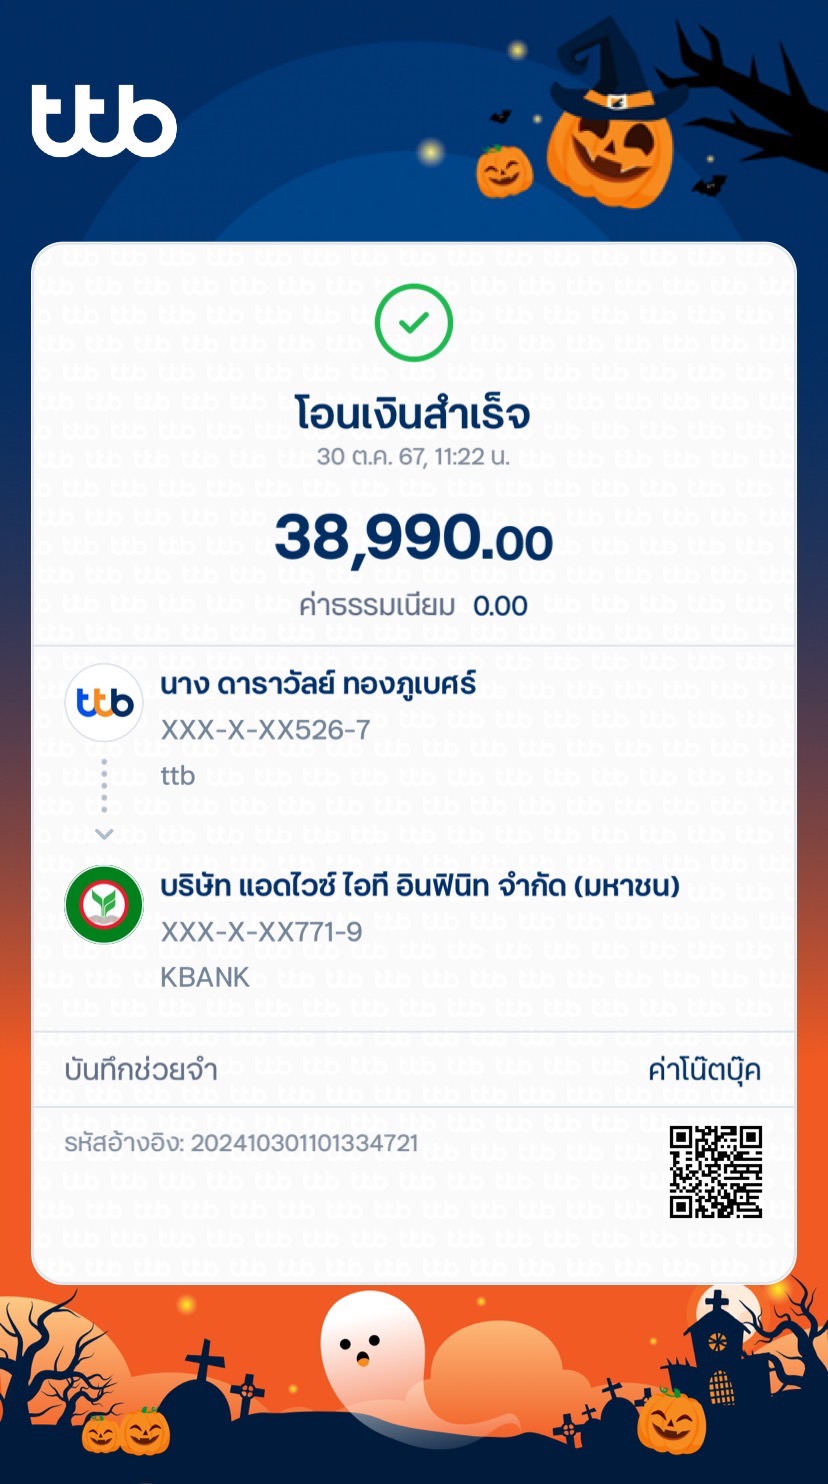 ttb
โอนเงินสำเร็จ
30 ต.ค. 67, 11:22 น.
38,990.00
ค่าธรรมเนียม 0.00
ttb
นาง ดาราวัลย์ ทองภูเบศร์
XXX-X-XX526-7
ttb
บริษัท แอดไวซ์ ไอที อินฟินิท จำกัด (มหาชน)
XXX-X-XX771-9
KBANK
บันทึกช่วยจำ ค่าโน๊ตบุ๊ค
รหัสอ้างอิง: 202410301101334721